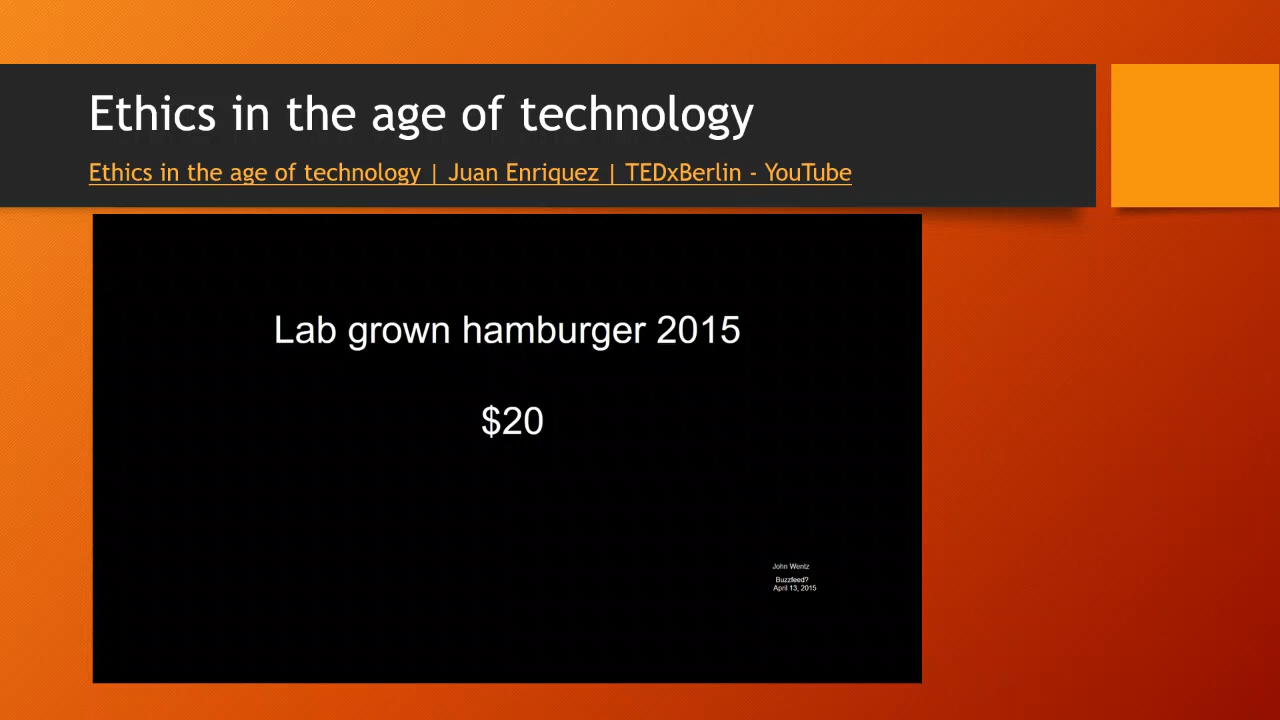 Ethics in the age of technology
Ethics in the age of technology | Juan Enriquez | TEDxBerlin - YouTube
Lab grown hamburger 2015
$20
John Wentz
Buzzfeed?
April 13, 2015